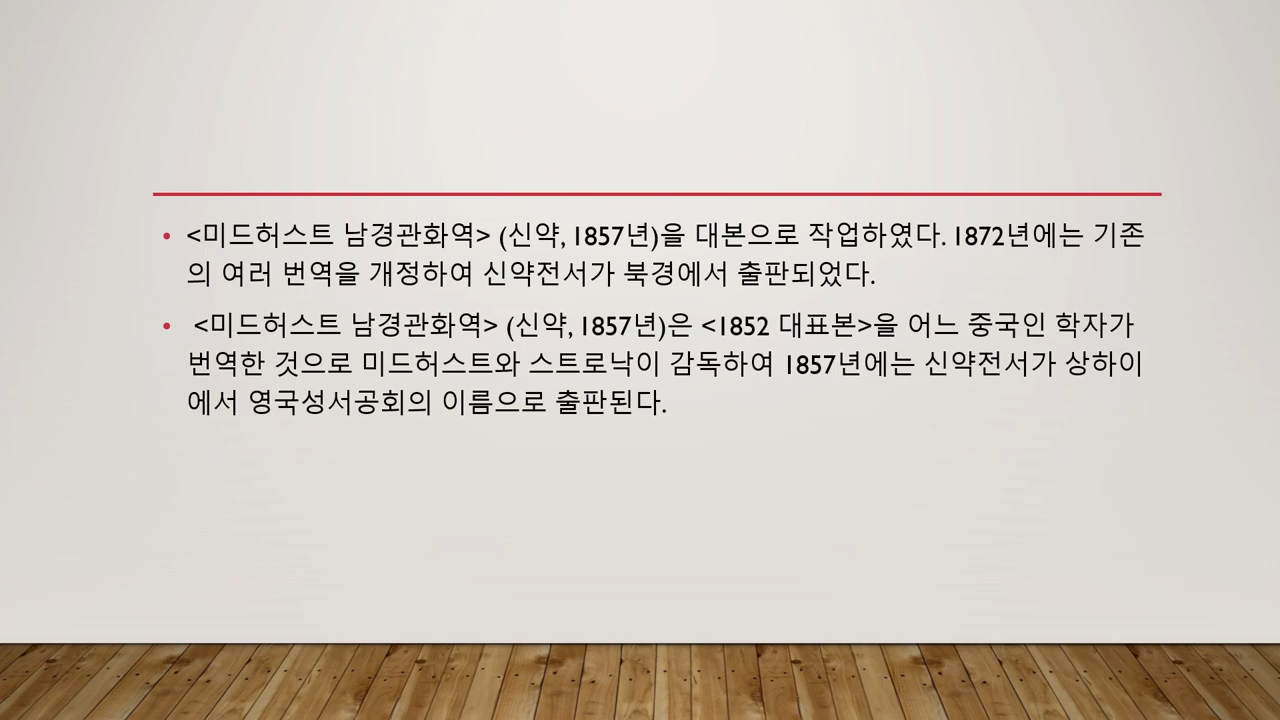 • <미드허스트 남경관화역> (신약, 1857년)을 대본으로 작업하였다. 1872년에는 기존
의 여러 번역을 개정하여 신약전서가 북경에서 출판되었다.
• <미드허스트 남경관화역> (신약, 1857년)은 <1852 대표본>을 어느 중국인 학자가
번역한 것으로 미드허스트와 스트로낙이 감독하여 1857년에는 신약전서가 상하이
에서 영국성서공회의 이름으로 출판된다.